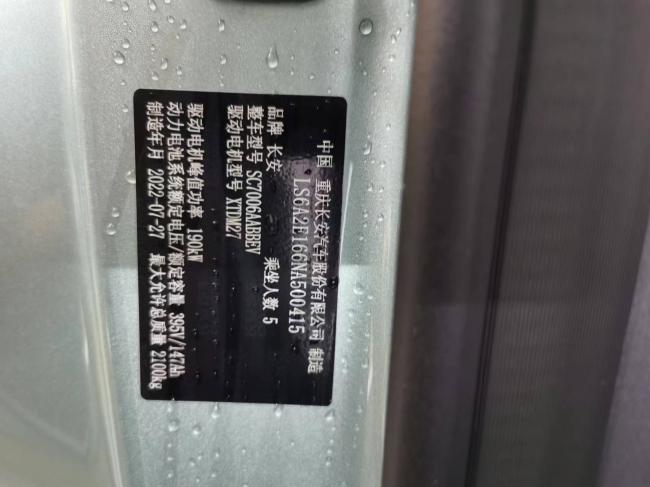 中国 重庆长安汽车股份有限公司 制造
LS6A2E166NA500415
品牌 长安 乘坐人数 5
整车型号 SC7006AABBEV
驱动电机型号 XTDM27
驱动电机峰值功率 190kW
动力电池系统额定电压/额定容量 395V/147Ah
制造年月 2022-07-27 最大允许总质量 2100kg